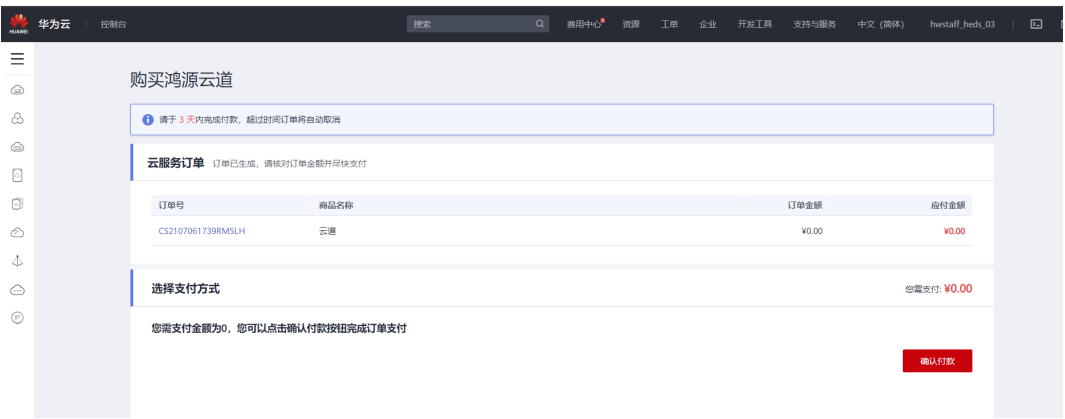 HUAWEI 华为云 控制台 搜索 费用中心 资源 工单 企业 开发工具 支持与服务 中文（简体） hwstaff_heds_03
购买鸿源云道
请于 3 天内完成付款，超过时间订单将自动取消
云服务订单 订单已生成，请核对订单金额并尽快支付
订单号 商品名称 订单金额 应付金额
CS2107061739RM5LH 云道 ¥0.00 ¥0.00
选择支付方式 您需支付: ¥0.00
您需支付金额为0，您可以点击确认付款按钮完成订单支付
确认付款